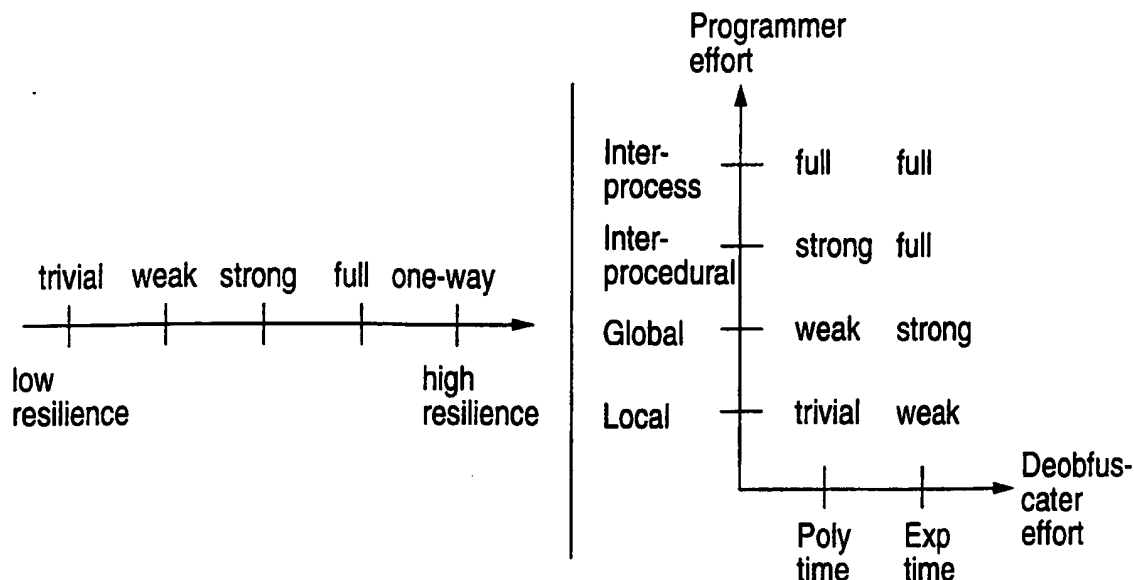 trivial weak strong full one-way
low
resilience
high
resilience
Programmer
effort
Inter-
process
full full
Inter-
procedural
strong full
Global
weak strong
Local
trivial weak
Poly
time
Exp
time
Deobfus-
cater
effort